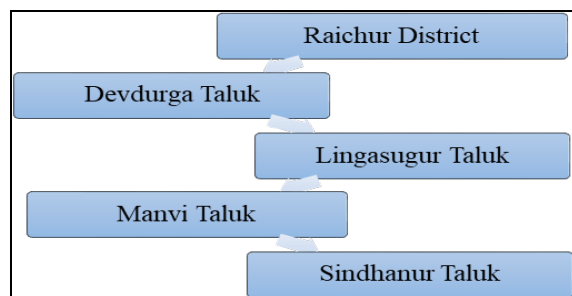 Raichur District
Devdurga Taluk
Lingasugur Taluk
Manvi Taluk
Sindhanur Taluk